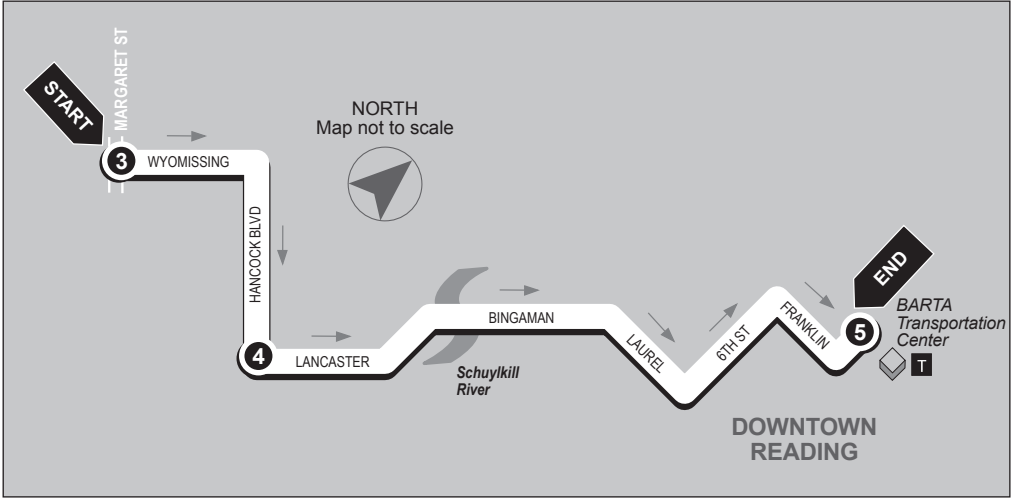 MARGARET ST
START
NORTH
Map not to scale
3
WYOMISSING
HANCOCK BLVD
4
LANCASTER
BINGAMAN
Schuylkill
River
LAUREL
6TH ST
FRANKLIN
END
5
BARTA
Transportation
Center
T
DOWNTOWN
READING